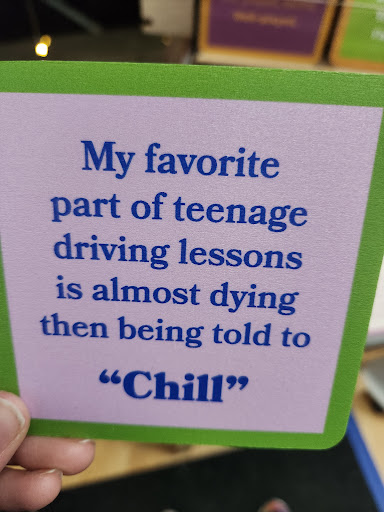 My favorite
part of teenage
driving lessons
is almost dying
then being told to
“Chill”